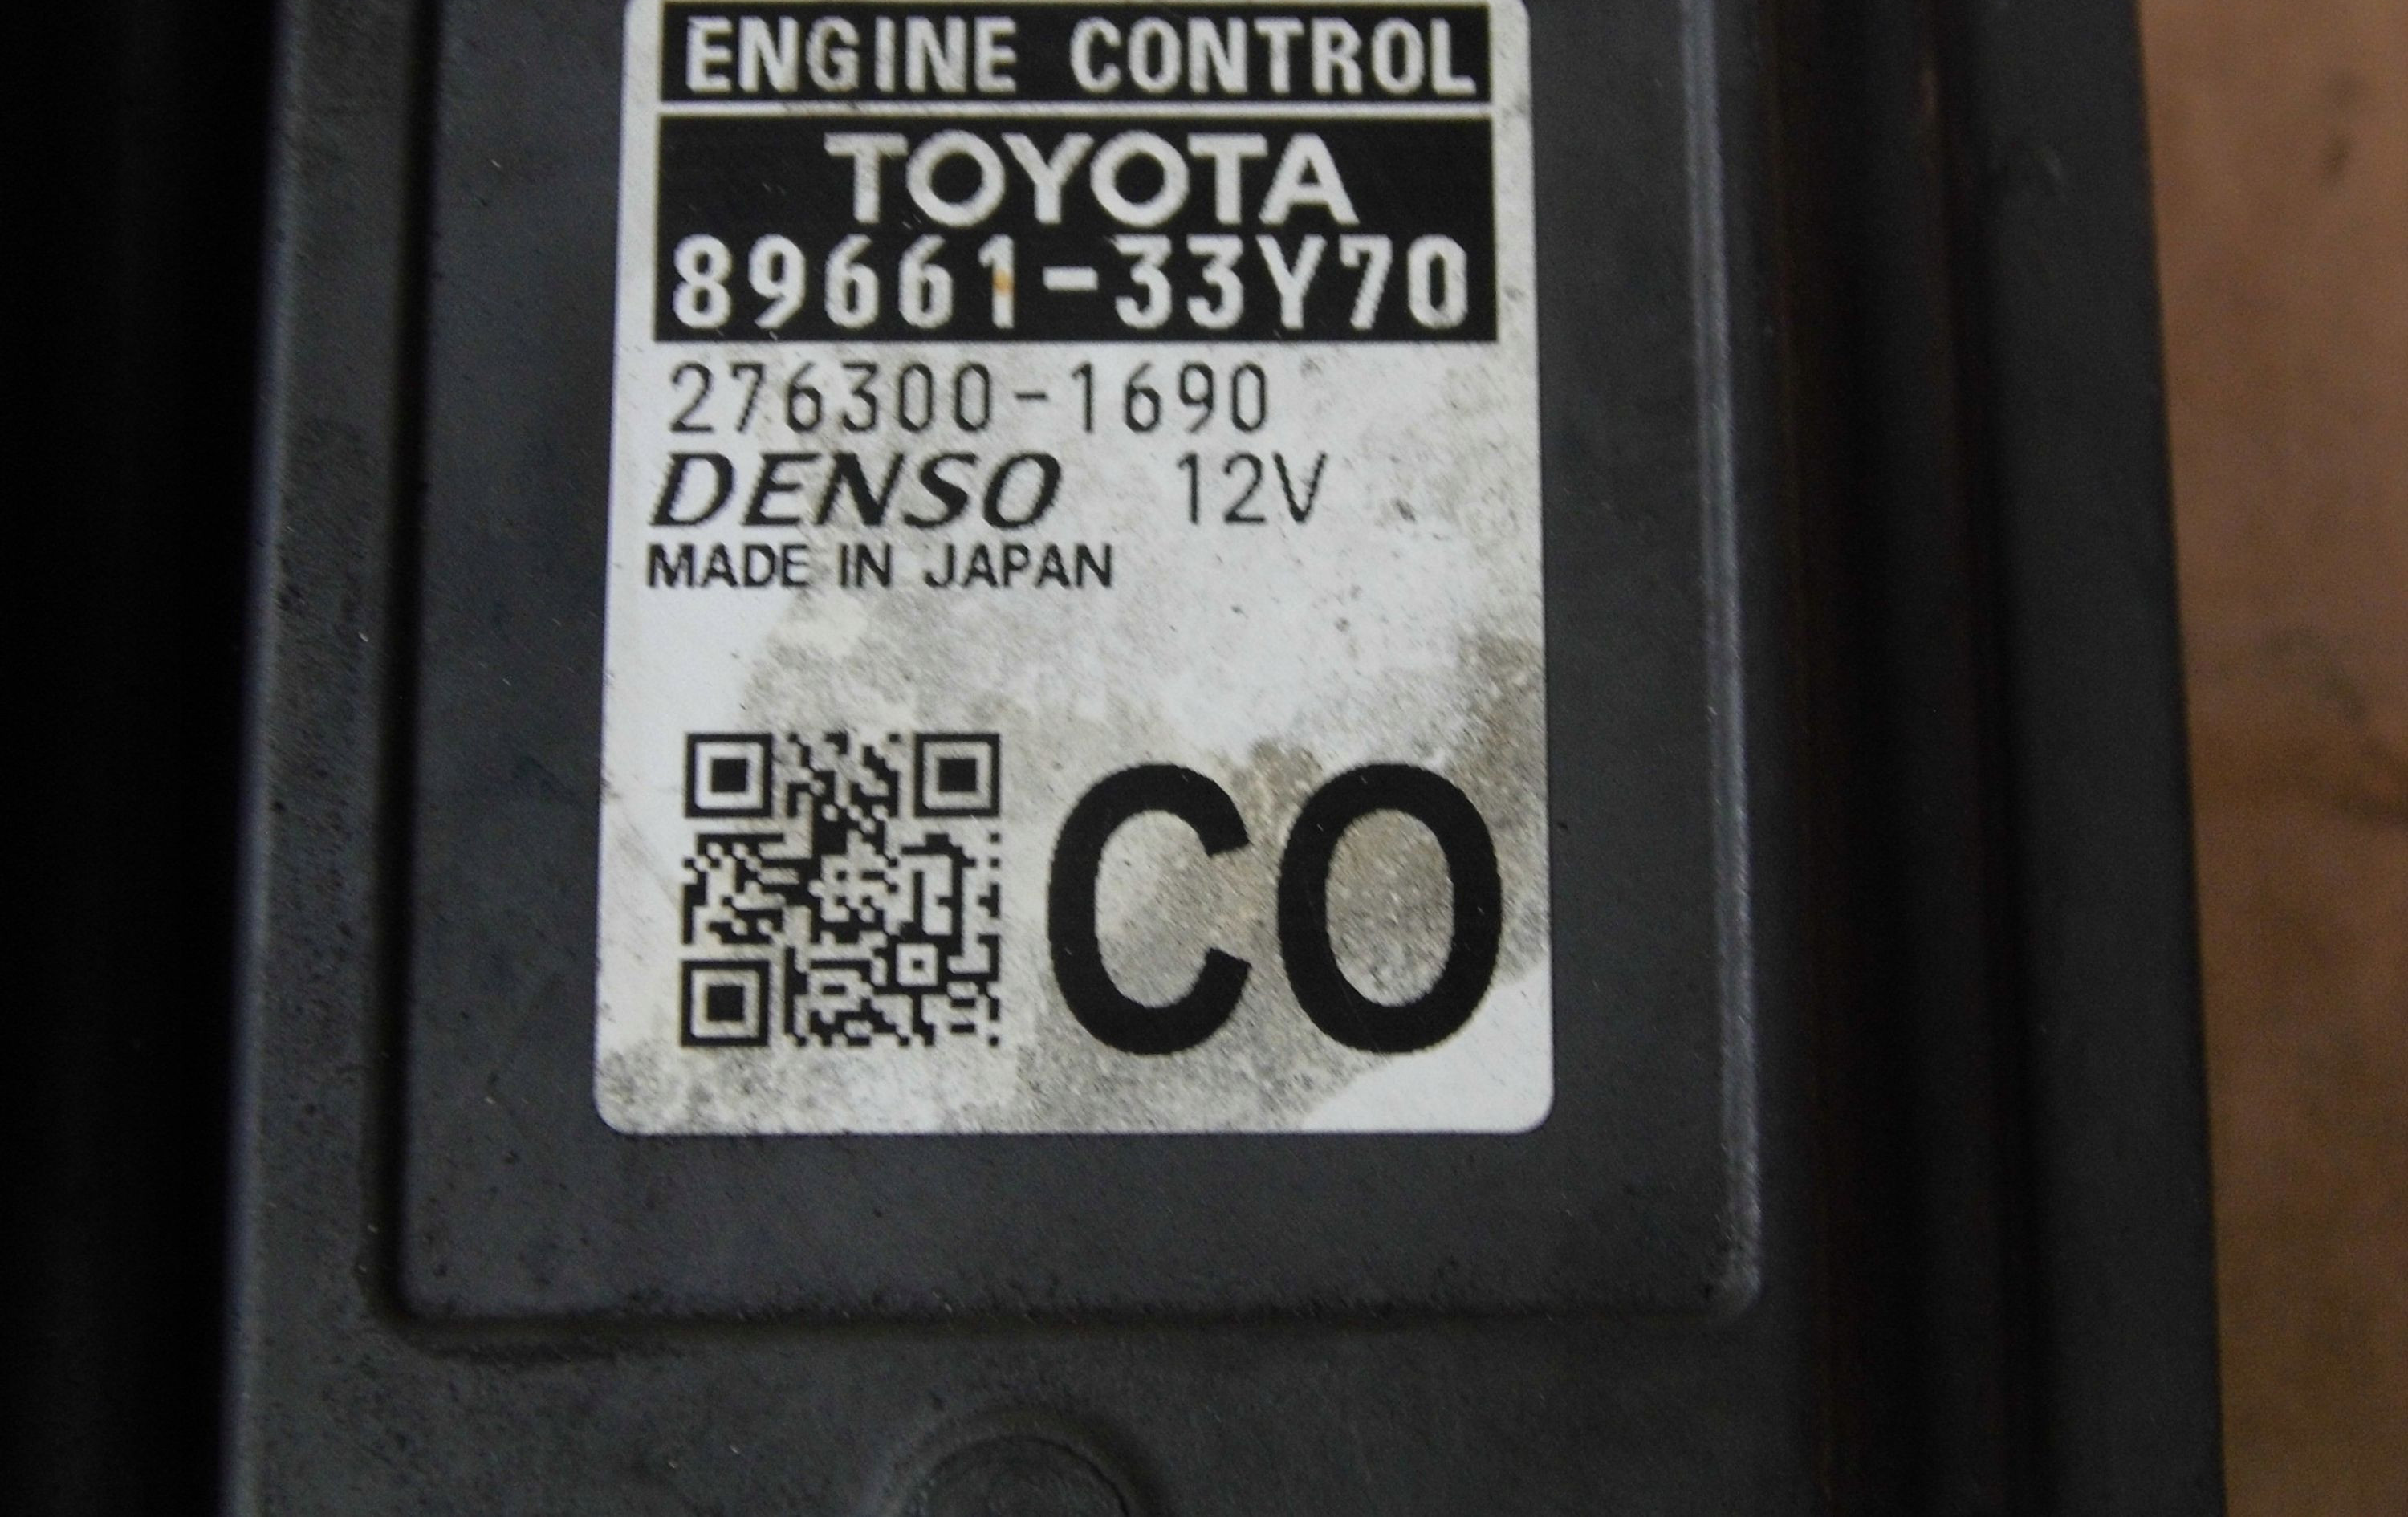 ENGINE CONTROL
TOYOTA
89661-33Y70
276300-1690
DENSO 12V
MADE IN JAPAN
CO